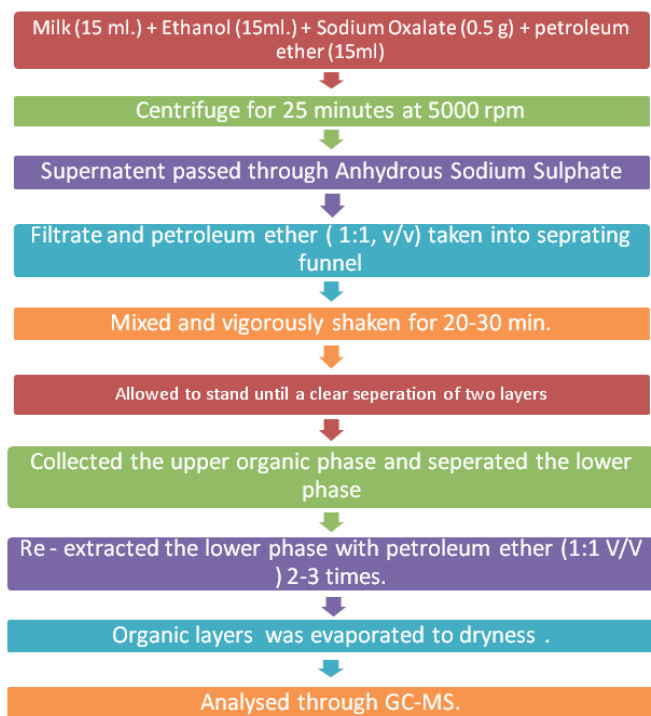 Milk (15 ml.) + Ethanol (15ml.) + Sodium Oxalate (0.5 g) + petroleum
ether (15ml)
Centrifuge for 25 minutes at 5000 rpm
Supernatent passed through Anhydrous Sodium Sulphate
Filtrate and petroleum ether ( 1:1, v/v) taken into seprating
funnel
Mixed and vigorously shaken for 20-30 min.
Allowed to stand until a clear seperation of two layers
Collected the upper organic phase and seperated the lower
phase
Re - extracted the lower phase with petroleum ether (1:1 V/V
) 2-3 times.
Organic layers was evaporated to dryness .
Analysed through GC-MS.